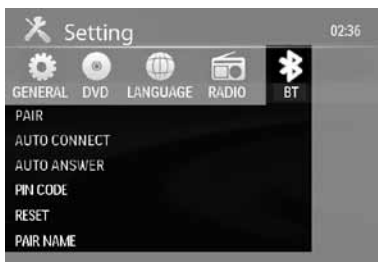 Setting 02:36
GENERAL DVD LANGUAGE RADIO BT
PAIR
AUTO CONNECT
AUTO ANSWER
PIN CODE
RESET
PAIR NAME